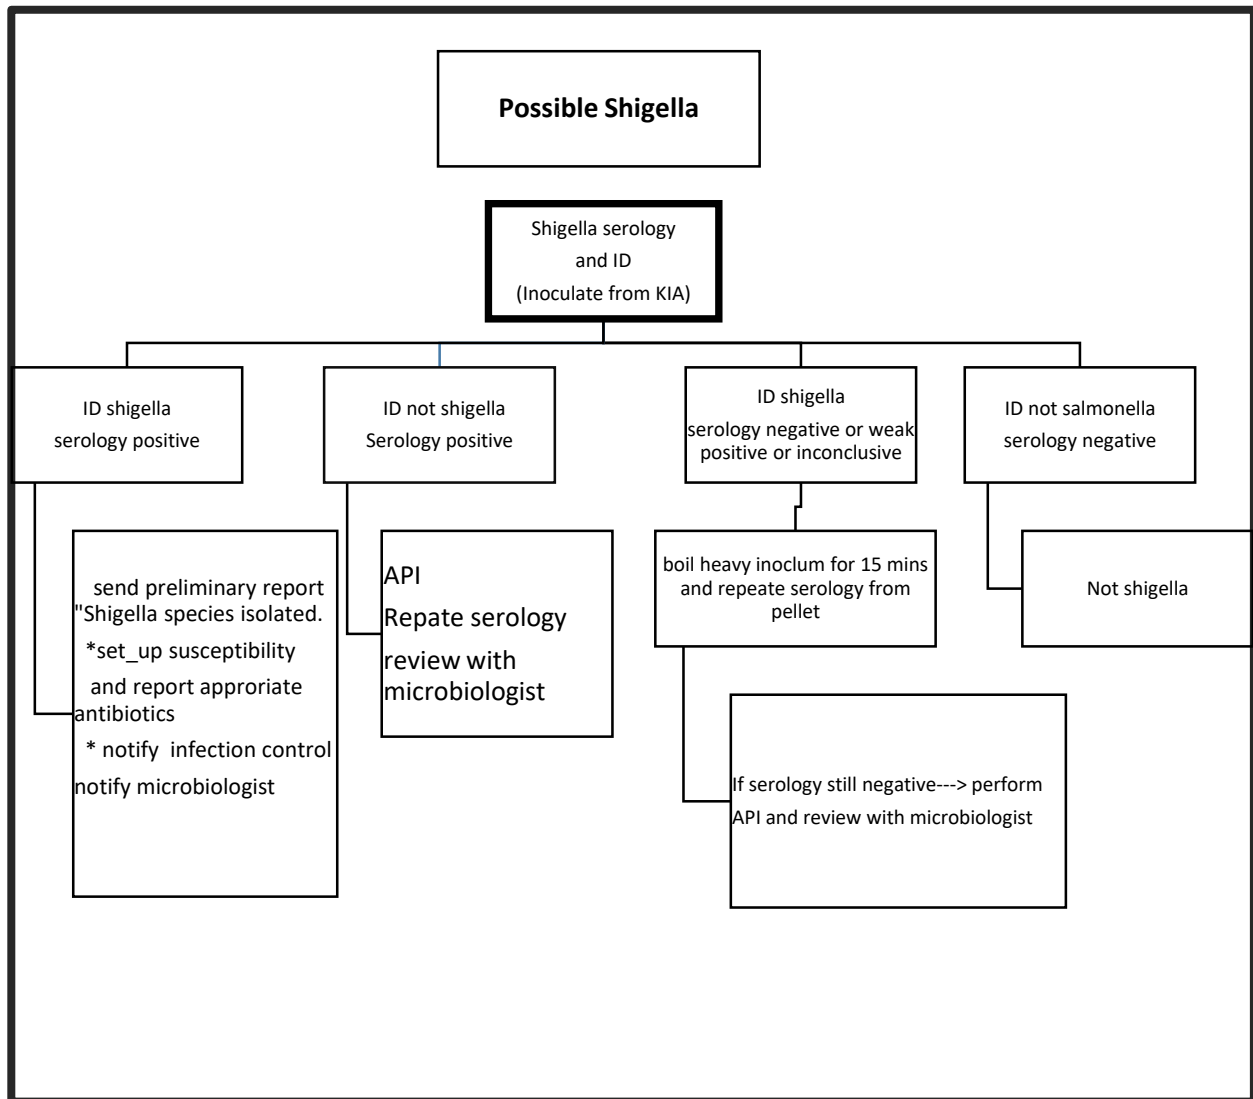 Possible Shigella
Shigella serology
and ID
(Inoculate from KIA)
ID shigella
serology positive
ID not shigella
Serology positive
ID shigella
serology negative or weak
positive or inconclusive
ID not salmonella
serology negative
send preliminary report
"Shigella species isolated.
*set_up susceptibility
and report approriate
antibiotics
* notify infection control
notify microbiologist
API
Repate serology
review with
microbiologist
boil heavy inoclum for 15 mins
and repeate serology from
pellet
Not shigella
If serology still negative---> perform
API and review with microbiologist